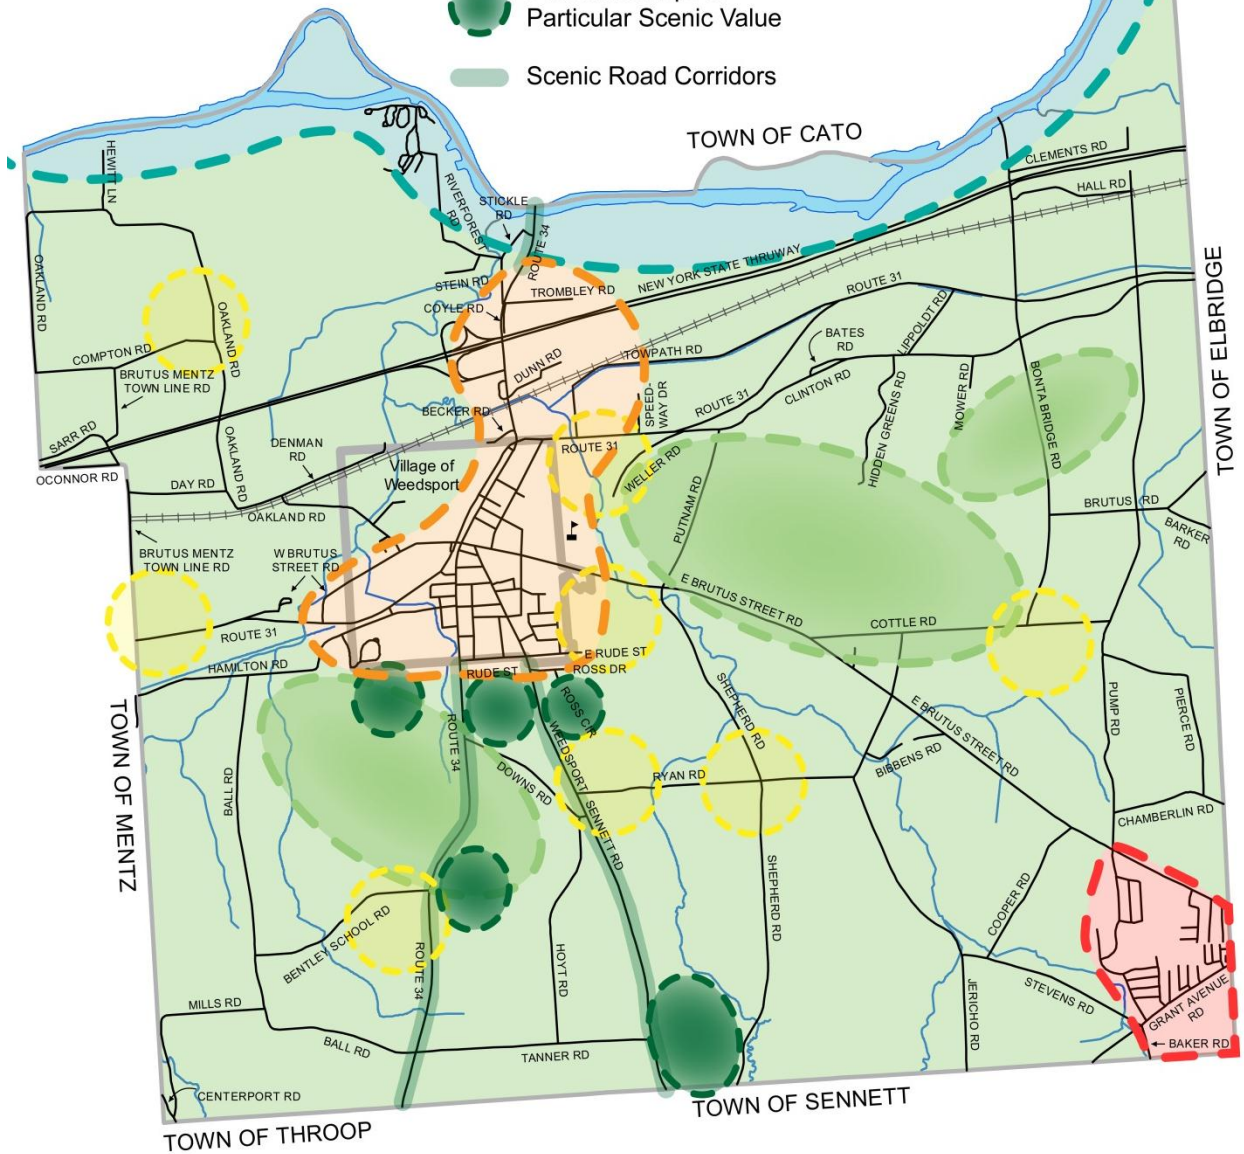 Particular Scenic Value
Scenic Road Corridors
TOWN OF CATO
CLEMENTS RD
HALL RD
HEWITT LN
RIVERFOREST
RD
STICKLE
RD
ROUTE 34
NEW YORK STATE THRUWAY
TOWN OF ELBRIDGE
OAKLAND RD
STEIN RD
TROMBLEY RD
ROUTE 31
COYLE RD
LIPPOLDT RD
BATES
RD
OAKLAND RD
COMPTON RD
DUNN RD
TOWPATH RD
BRUTUS MENTZ
TOWN LINE RD
SPEED-
WAY DR
CLINTON RD
HIDDEN GREENS RD
MOWER RD
BONTA BRIDGE RD
BECKER RD
ROUTE 31
SARR RD
DENMAN
RD
ROUTE 31
OCONNOR RD
OAKLAND RD
Village of
Weedsport
WELLER RD
DAY RD
PUTNAM RD
BRUTUS RD
OAKLAND RD
BARKER
RD
BRUTUS MENTZ
TOWN LINE RD
W BRUTUS
STREET RD
E BRUTUS STREET RD
COTTLE RD
ROUTE 31
HAMILTON RD
E RUDE ST
RUDE ST
ROSS DR
ROSS CIR
SHEPHERD RD
PUMP RD
PIERCE RD
TOWN OF MENTZ
ROUTE 34
WEEDSPORT SENNETT RD
E BRUTUS STREET RD
BIBBENS RD
BALL RD
DOWNS RD
RYAN RD
CHAMBERLIN RD
SHEPHERD RD
COOPER RD
BENTLEY SCHOOL RD
ROUTE 34
HOYT RD
JERICHO RD
STEVENS RD
GRANT AVENUE
RD
MILLS RD
BALL RD
TANNER RD
BAKER RD
CENTERPORT RD
TOWN OF SENNETT
TOWN OF THROOP